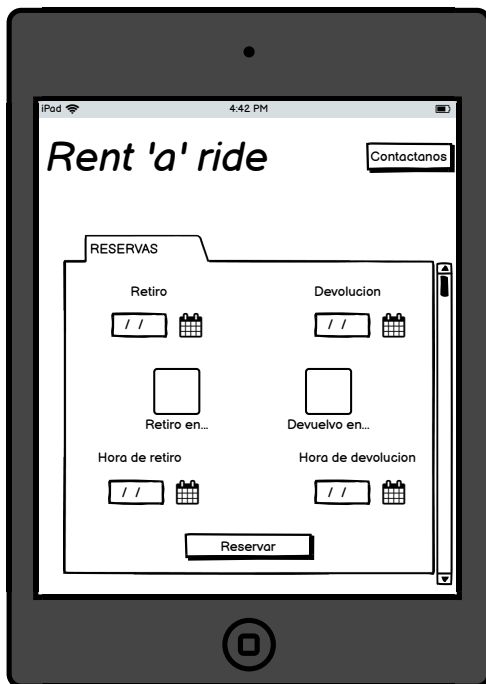 iPad 4:42 PM
Rent 'a' ride
Contactanos
RESERVAS
Retiro Devolucion
/ / / /
Retiro en... Devuelvo en...
Hora de retiro Hora de devolucion
/ / / /
Reservar